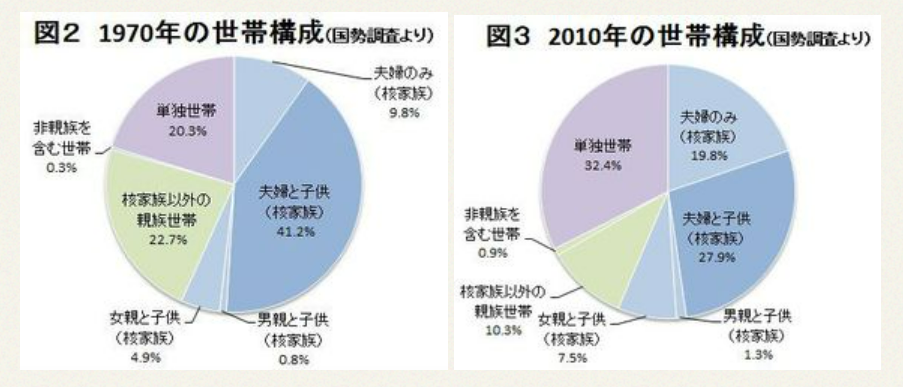 図2 1970年の世帯構成(国勢調査より)
夫婦のみ
(核家族)
9.8%
単独世帯
20.3%
非親族を
含む世帯
0.3%
夫婦と子供
(核家族)
41.2%
核家族以外の
親族世帯
22.7%
女親と子供
(核家族)
4.9%
男親と子供
(核家族)
0.8%
図3 2010年の世帯構成(国勢調査より)
夫婦のみ
(核家族)
19.8%
単独世帯
32.4%
夫婦と子供
(核家族)
27.9%
非親族を
含む世帯
0.9%
核家族以外の
親族世帯
10.3%
女親と子供
(核家族)
7.5%
男親と子供
(核家族)
1.3%